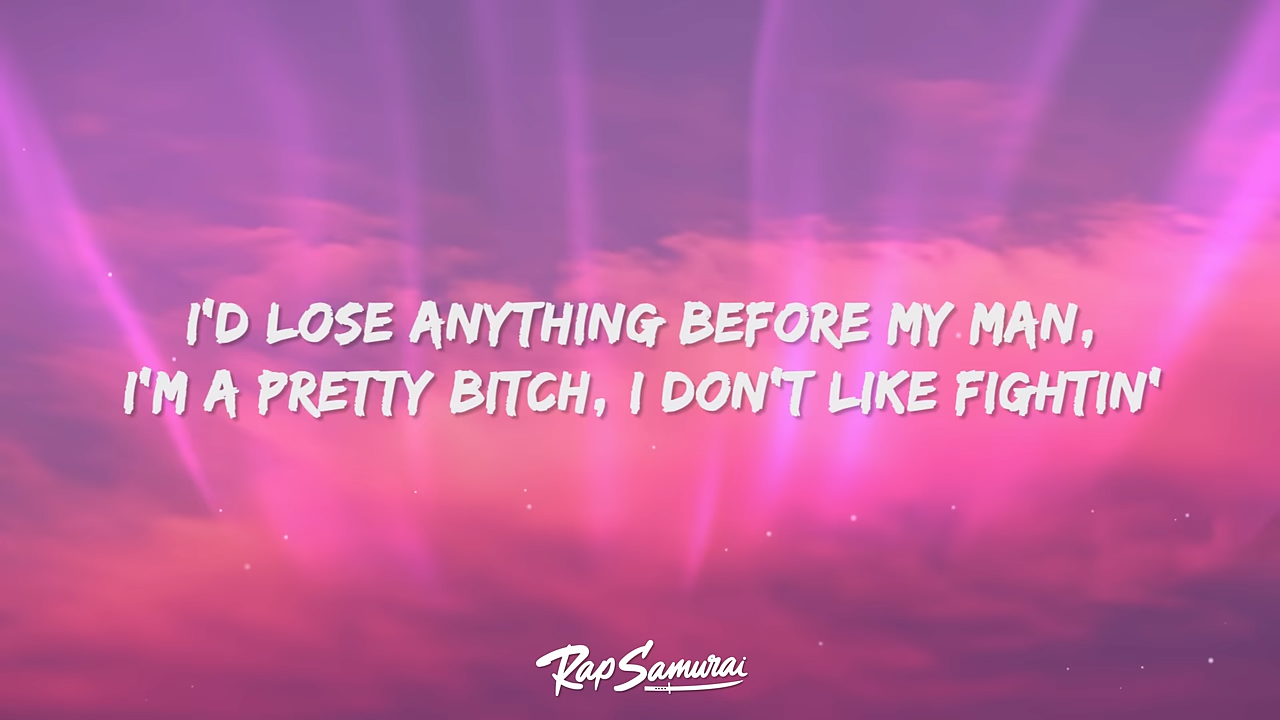 I'D LOSE ANYTHING BEFORE MY MAN,
I'M A PRETTY BITCH, I DON'T LIKE FIGHTIN'
RapSamurai